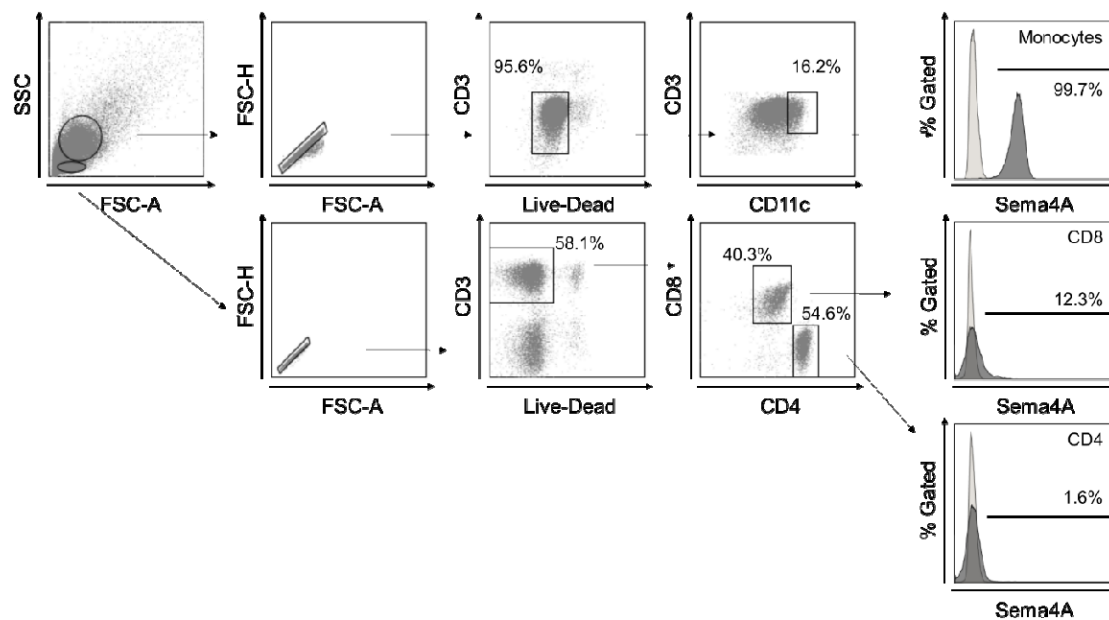 SSC
FSC-A
FSC-H
FSC-A
95.6%
CD3
Live-Dead
16.2%
CD3
CD11c
Monocytes
99.7%
% Gated
Sema4A
FSC-H
FSC-A
58.1%
CD3
Live-Dead
40.3%
54.6%
CD8
CD4
CD8
12.3%
% Gated
Sema4A
CD4
1.6%
% Gated
Sema4A